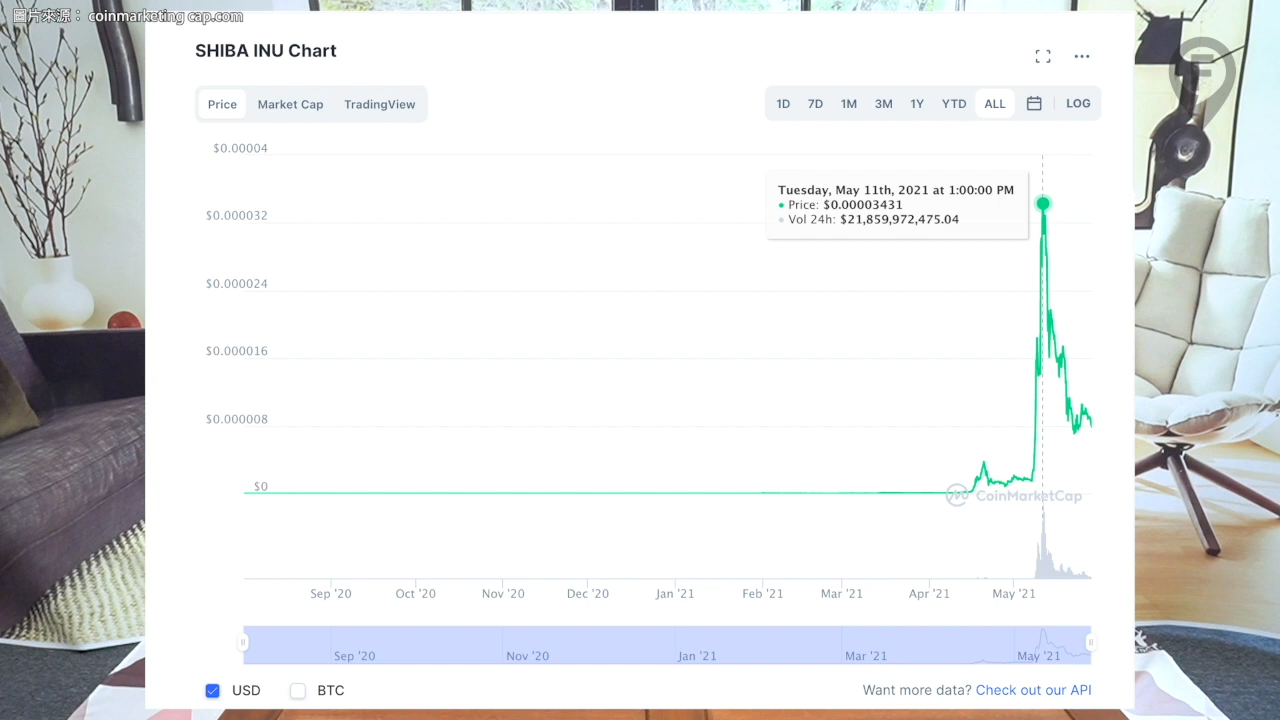 圖片來源： coinmarketing cap.com
SHIBA INU Chart
Price Market Cap TradingView
1D 7D 1M 3M 1Y YTD ALL LOG
$0.00004
Tuesday, May 11th, 2021 at 1:00:00 PM
Price: $0.00003431
Vol 24h: $21,859,972,475.04
$0.000032
$0.000024
$0.000016
$0.000008
$0
CoinMarketCap
Sep '20 Oct '20 Nov '20 Dec '20 Jan '21 Feb '21 Mar '21 Apr '21 May '21
Sep '20 Nov '20 Jan '21 Mar '21 May '21
USD BTC
Want more data? Check out our API
F